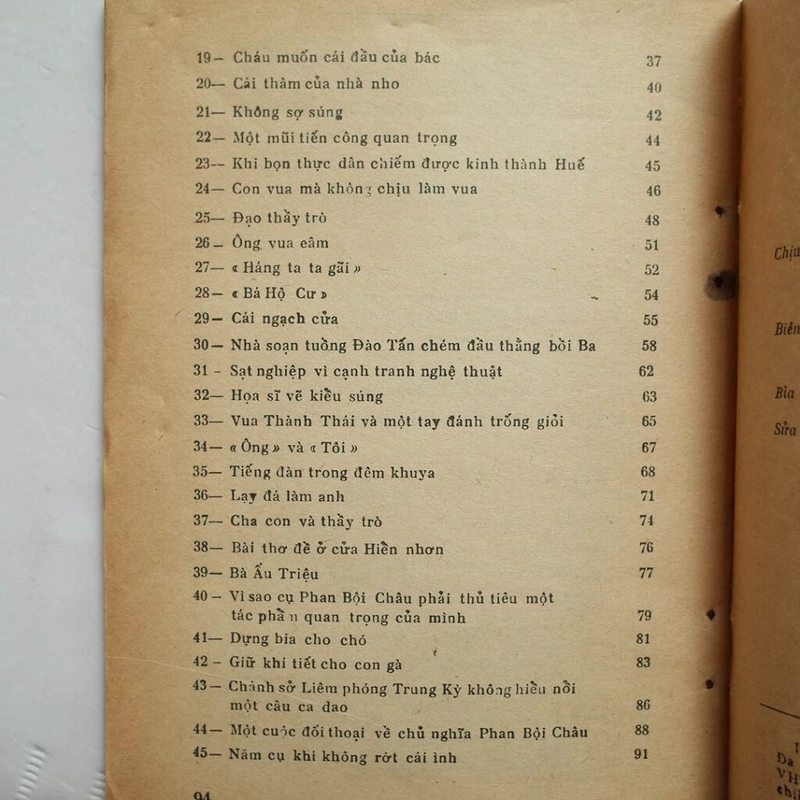 19— Cháu muốn cái đầu của bác 37
20— Cái thâm của nhà nho 40
21— Không sợ súng 42
22— Một mũi tiến công quan trọng 44
23— Khi bọn thực dân chiếm được kinh thành Huế 45
24— Con vua mà không chịu làm vua 46
25— Đạo thầy trò 48
26— Ông vua câm 51
27— « Háng ta ta gãi » 52
28— « Bá Hộ Cư » 54
29— Cái ngạch cửa 55
30— Nhà soạn tuồng Đào Tấn chém đầu thằng bồi Ba 58
31 - Sạt nghiệp vì cạnh tranh nghệ thuật 62
32— Họa sĩ vẽ kiểu súng 63
33— Vua Thành Thái và một tay đánh trống giỏi 65
34— « Ông » và « Tôi » 67
35— Tiếng đàn trong đêm khuya 68
36— Lạy đá làm anh 71
37— Cha con và thầy trò 74
38— Bài thơ đề ở cửa Hiền nhơn 76
39— Bà Ấu Triệu 77
40 — Vì sao cụ Phan Bội Châu phải thủ tiêu một
tác phần quan trọng của mình 79
41— Dựng bia cho chó 81
42 — Giữ khí tiết cho con gà 83
43— Chánh sở Liêm phóng Trung Kỳ không hiểu nổi
một câu ca dao 86
44— Một cuộc đối thoại về chủ nghĩa Phan Bội Châu 88
45— Năm cụ khi không rớt cái ình 91
94
Chịu
Biên
Bìa
Sửa
Đa
VH
chị